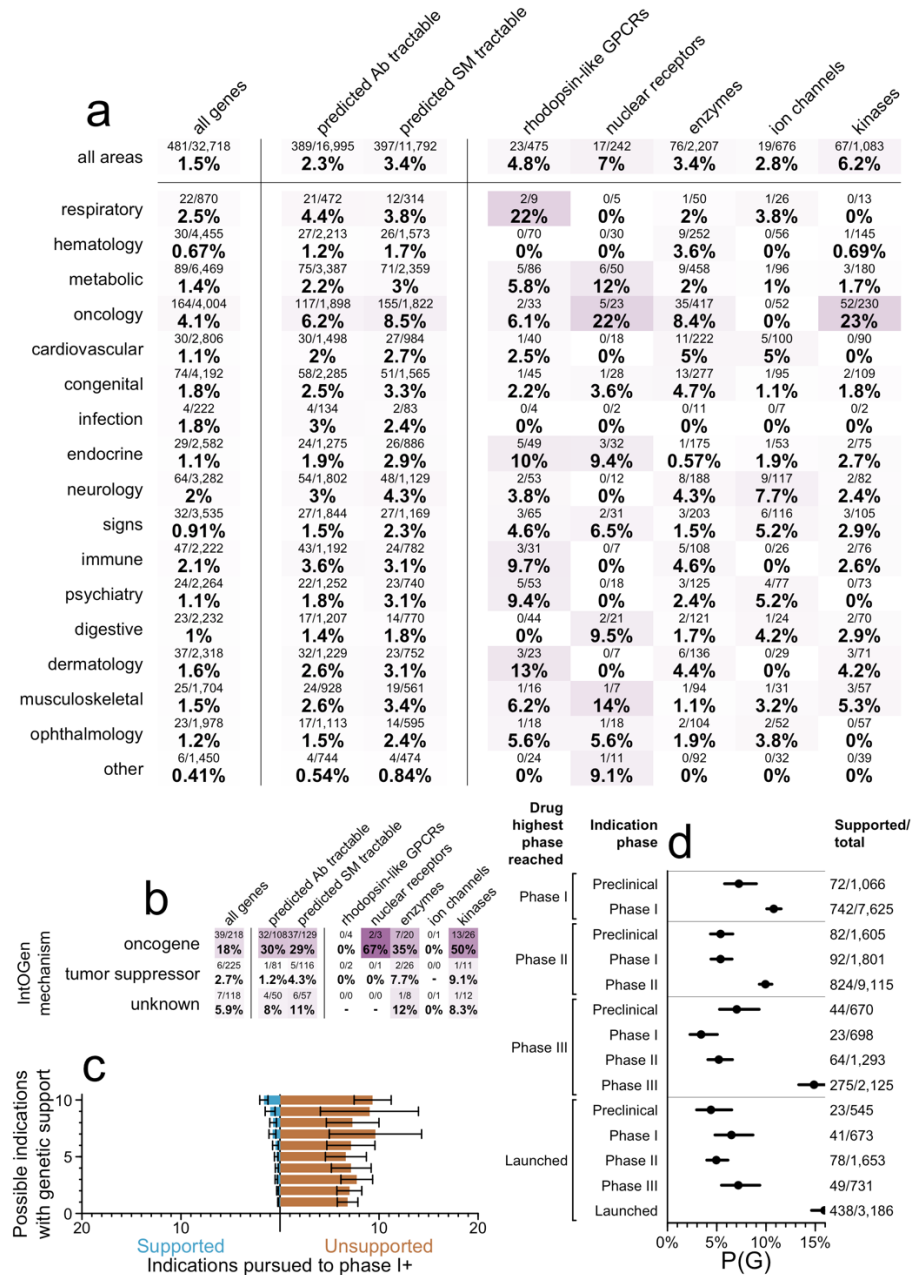 a
all genes
predicted Ab tractable
predicted SM tractable
rhodopsin-like GPCRs
nuclear receptors
enzymes
ion channels
kinases
481/32,718 389/16,995 397/11,792 23/475 17/242 76/2,207 19/676 67/1,083
all areas 1.5% 2.3% 3.4% 4.8% 7% 3.4% 2.8% 6.2%
22/870 21/472 12/314 2/9 0/5 1/50 1/26 0/13
respiratory 2.5% 4.4% 3.8% 22% 0% 2% 3.8% 0%
30/4,455 27/2,213 26/1,573 0/70 0/30 9/252 0/56 1/145
hematology 0.67% 1.2% 1.7% 0% 0% 3.6% 0% 0.69%
89/6,469 75/3,387 71/2,359 5/86 6/50 9/458 1/96 3/180
metabolic 1.4% 2.2% 3% 5.8% 12% 2% 1% 1.7%
164/4,004 117/1,898 155/1,822 2/33 5/23 35/417 0/52 52/230
oncology 4.1% 6.2% 8.5% 6.1% 22% 8.4% 0% 23%
30/2,806 30/1,498 27/984 1/40 0/18 11/222 5/100 0/90
cardiovascular 1.1% 2% 2.7% 2.5% 0% 5% 5% 0%
74/4,192 58/2,285 51/1,565 1/45 1/28 13/277 1/95 2/109
congenital 1.8% 2.5% 3.3% 2.2% 3.6% 4.7% 1.1% 1.8%
4/222 4/134 2/83 0/4 0/2 0/11 0/7 0/2
infection 1.8% 3% 2.4% 0% 0% 0% 0% 0%
29/2,582 24/1,275 26/886 5/49 3/32 1/175 1/53 2/75
endocrine 1.1% 1.9% 2.9% 10% 9.4% 0.57% 1.9% 2.7%
64/3,282 54/1,802 48/1,129 2/53 0/12 8/188 9/117 2/82
neurology 2% 3% 4.3% 3.8% 0% 4.3% 7.7% 2.4%
32/3,535 27/1,844 27/1,169 3/65 2/31 3/203 6/116 3/105
signs 0.91% 1.5% 2.3% 4.6% 6.5% 1.5% 5.2% 2.9%
47/2,222 43/1,192 24/782 3/31 0/7 5/108 0/26 2/76
immune 2.1% 3.6% 3.1% 9.7% 0% 4.6% 0% 2.6%
24/2,264 22/1,252 23/740 5/53 0/18 3/125 4/77 0/73
psychiatry 1.1% 1.8% 3.1% 9.4% 0% 2.4% 5.2% 0%
23/2,232 17/1,207 14/770 0/44 2/21 2/121 1/24 2/70
digestive 1% 1.4% 1.8% 0% 9.5% 1.7% 4.2% 2.9%
37/2,318 32/1,229 23/752 3/23 0/7 6/136 0/29 3/71
dermatology 1.6% 2.6% 3.1% 13% 0% 4.4% 0% 4.2%
25/1,704 24/928 19/561 1/16 1/7 1/94 1/31 3/57
musculoskeletal 1.5% 2.6% 3.4% 6.2% 14% 1.1% 3.2% 5.3%
23/1,978 17/1,113 14/595 1/18 1/18 2/104 2/52 0/57
ophthalmology 1.2% 1.5% 2.4% 5.6% 5.6% 1.9% 3.8% 0%
6/1,450 4/744 4/474 0/24 1/11 0/92 0/32 0/39
other 0.41% 0.54% 0.84% 0% 9.1% 0% 0% 0%
b
all genes
predicted Ab tractable
predicted SM tractable
rhodopsin-like GPCRs
nuclear receptors
enzymes
ion channels
kinases
IntOGen
mechanism
39/218 32/108 37/129 0/4 2/3 7/20 0/1 13/26
oncogene 18% 30% 29% 0% 67% 35% 0% 50%
6/225 1/81 5/116 0/2 0/1 2/26 0/0 1/11
tumor suppressor 2.7% 1.2% 4.3% 0% 0% 7.7% - 9.1%
7/118 4/50 6/57 0/0 0/0 1/8 0/1 1/12
unknown 5.9% 8% 11% - - 12% 0% 8.3%
c
Possible indications
with genetic support
10
5
0
20 10 10 20
Supported Unsupported
Indications pursued to phase I+
d
Drug
highest
phase
reached
Indication
phase
Supported/
total
Phase I
Preclinical 72/1,066
Phase I 742/7,625
Phase II
Preclinical 82/1,605
Phase I 92/1,801
Phase II 824/9,115
Phase III
Preclinical 44/670
Phase I 23/698
Phase II 64/1,293
Phase III 275/2,125
Launched
Preclinical 23/545
Phase I 41/673
Phase II 78/1,653
Phase III 49/731
Launched 438/3,186
0% 5% 10% 15%
P(G)